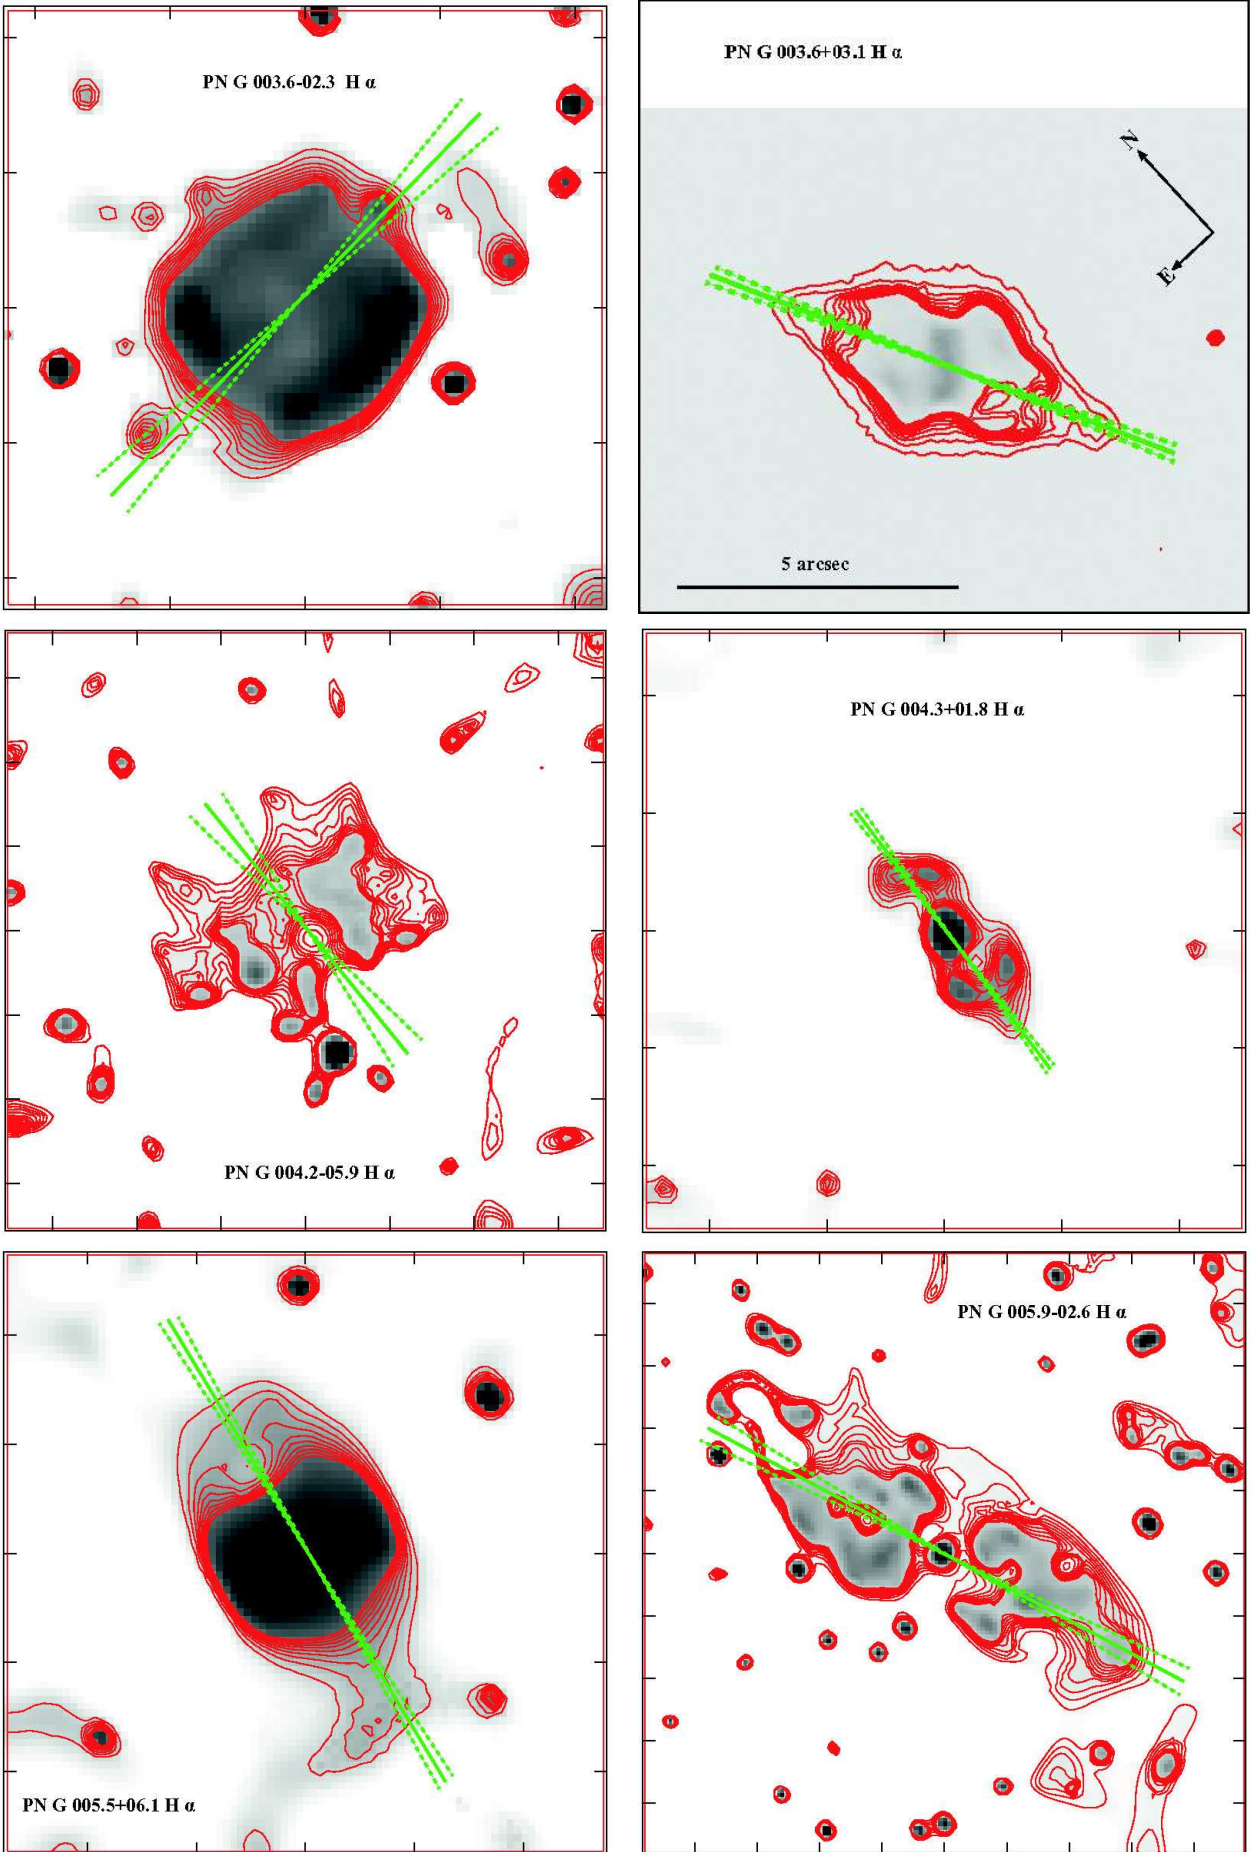 PN G 003.6-02.3 H α
PN G 003.6+03.1 H α
N
E
5 arcsec
PN G 004.2-05.9 H α
PN G 004.3+01.8 H α
PN G 005.5+06.1 H α
PN G 005.9-02.6 H α